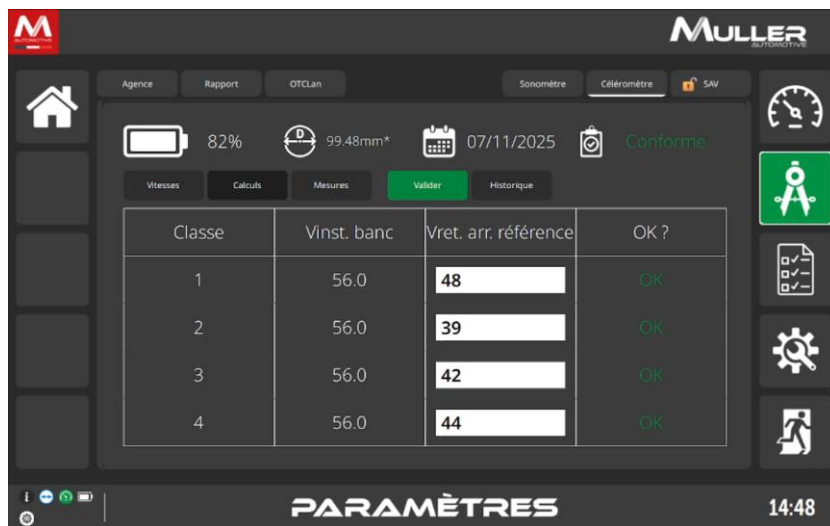 M
AUTOMOTIVE
MULLER
AUTOMOTIVE
Agence Rapport OTCLan Sonomètre Céléromètre SAV
82% D 99.48mm* 07/11/2025 Conforme
Vitesses Calculs Mesures Valider Historique
Classe Vinst. banc Vret. arr. référence OK ?
1 56.0 48 OK
2 56.0 39 OK
3 56.0 42 OK
4 56.0 44 OK
i
PARAMÈTRES 14:48